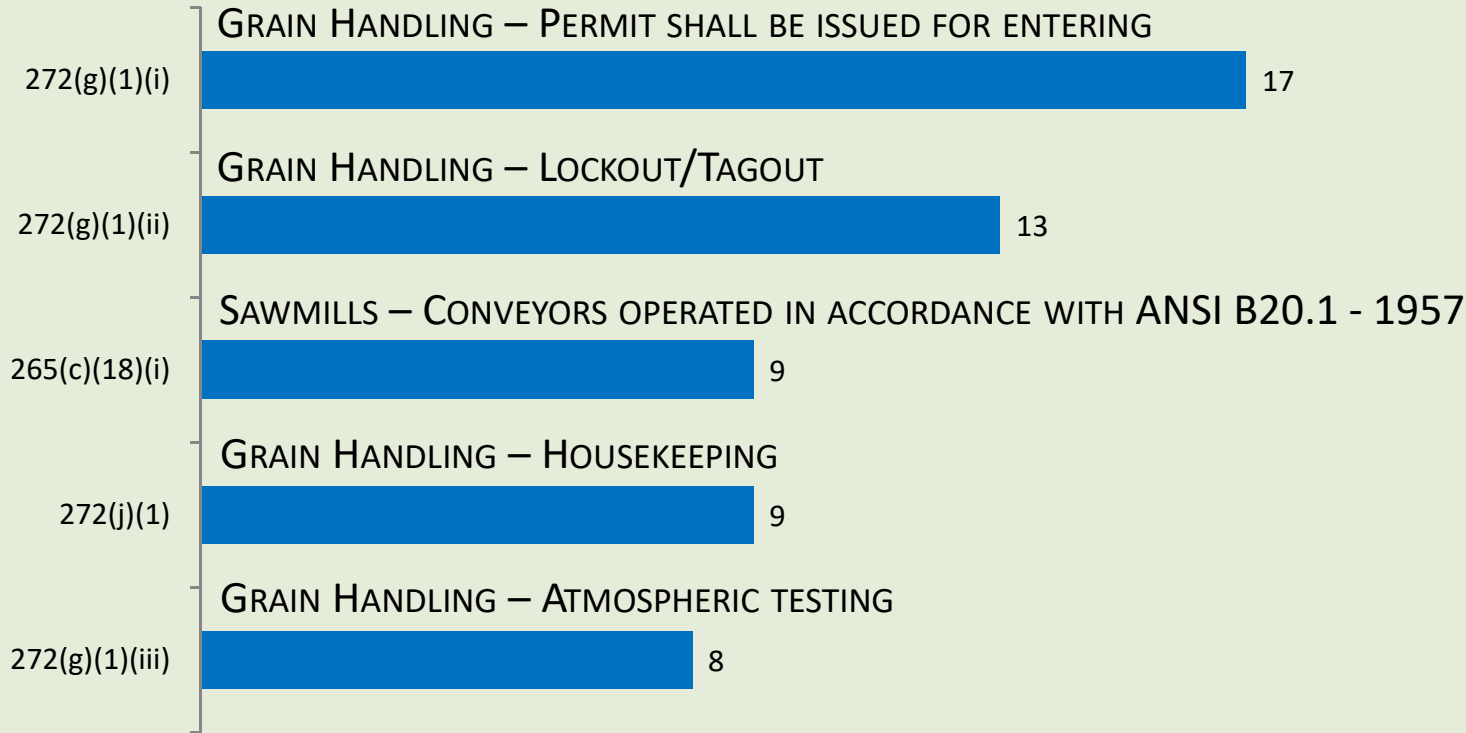 Grain Handling – Permit shall be issued for entering
272(g)(1)(i)
17
Grain Handling – Lockout/Tagout
272(g)(1)(ii)
13
Sawmills – Conveyors operated in accordance with ANSI B20.1 - 1957
265(c)(18)(i)
9
Grain Handling – Housekeeping
272(j)(1)
9
Grain Handling – Atmospheric testing
272(g)(1)(iii)
8